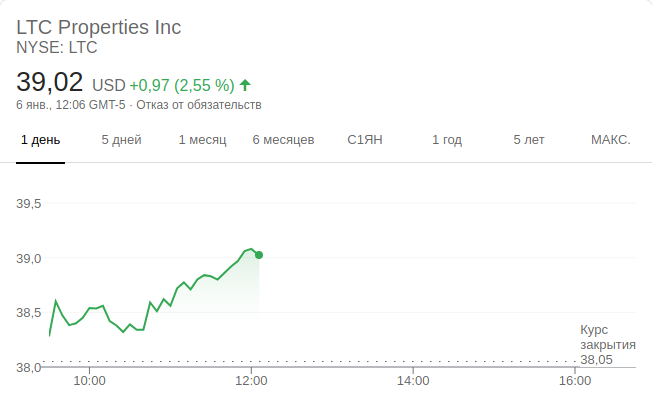 LTC Properties Inc
NYSE: LTC
39,02 USD +0,97 (2,55 %)
6 янв., 12:06 GMT-5 · Отказ от обязательств
1 день 5 дней 1 месяц 6 месяцев С1ЯН 1 год 5 лет МАКС.
39,5
39,0
38,5
Курс
закрытия
38,05
38,0
10:00 12:00 14:00 16:00